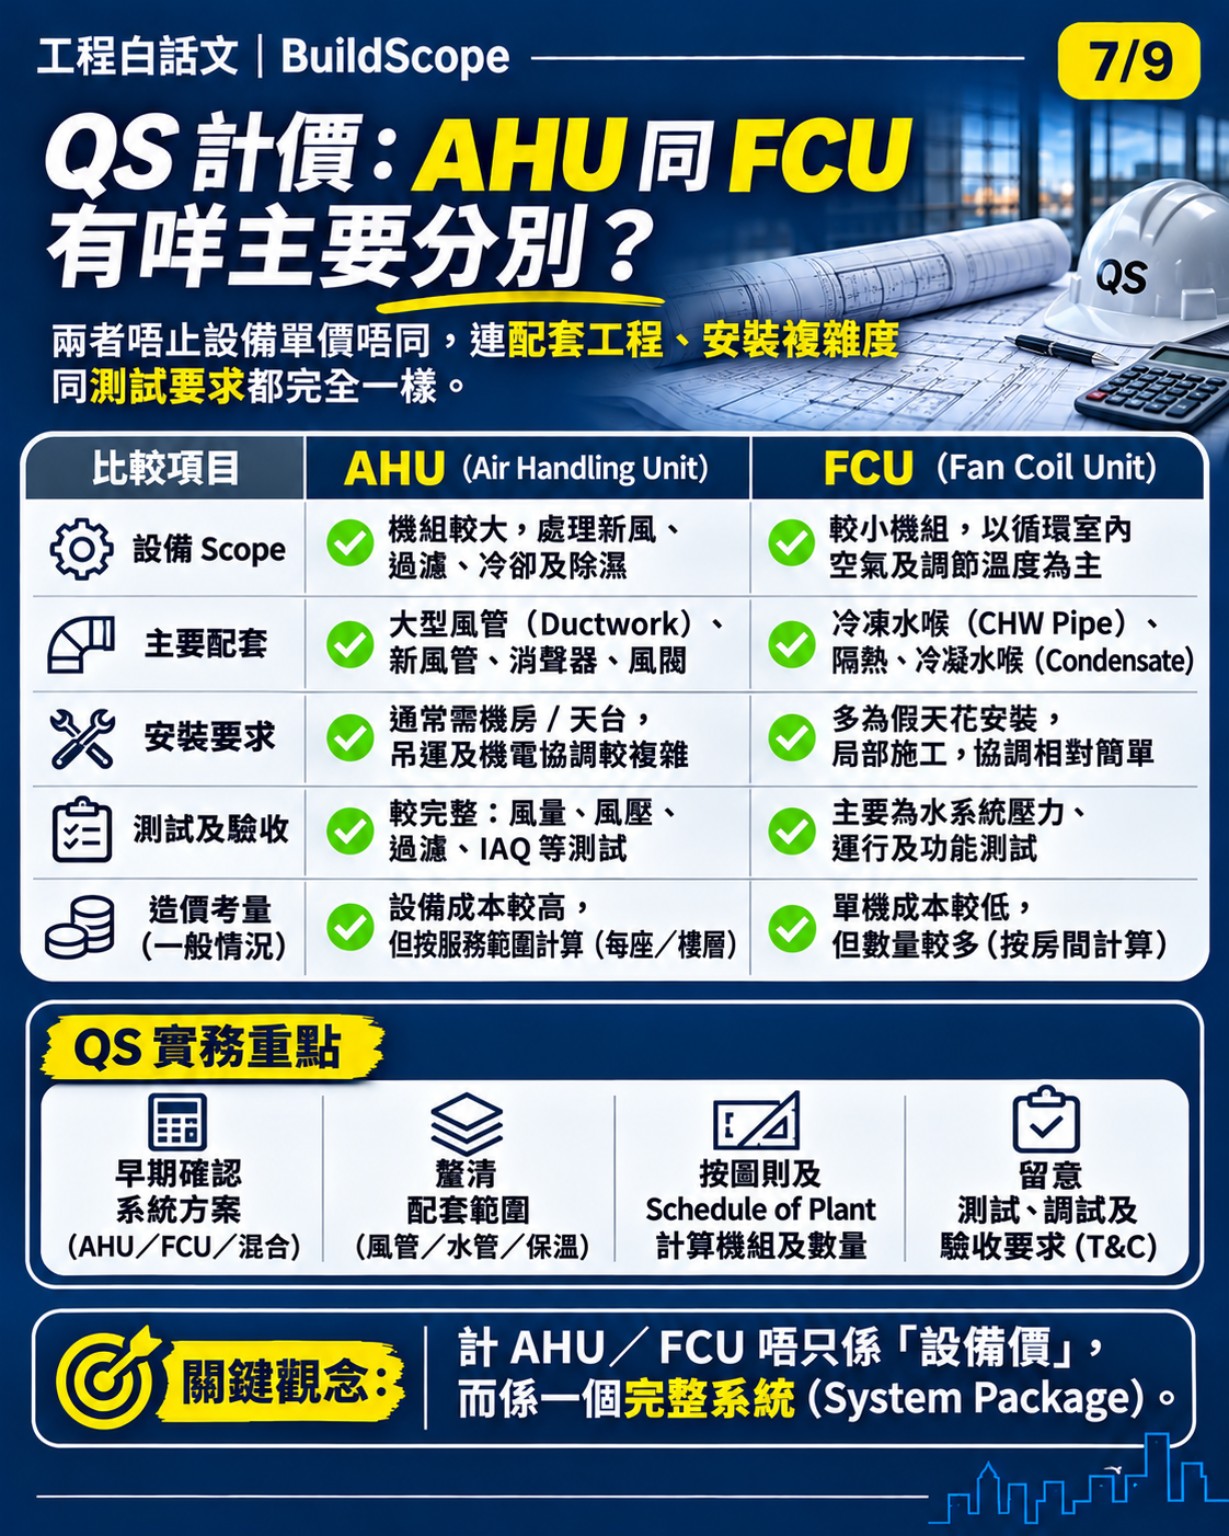 工程白話文｜BuildScope
7/9
QS 計價：AHU 同 FCU
有咩主要分別？
QS
兩者唔止設備單價唔同，連配套工程、安裝複雜度
同測試要求都完全一樣。
比較項目
AHU（Air Handling Unit）
FCU（Fan Coil Unit）
設備 Scope
機組較大，處理新風、
過濾、冷卻及除濕
較小機組，以循環室內
空氣及調節溫度為主
主要配套
大型風管（Ductwork）、
新風管、消聲器、風閥
冷凍水喉（CHW Pipe）、
隔熱、冷凝水喉（Condensate）
安裝要求
通常需機房 / 天台，
吊運及機電協調較複雜
多為假天花安裝，
局部施工，協調相對簡單
測試及驗收
較完整：風量、風壓、
過濾、IAQ 等測試
主要為水系統壓力、
運行及功能測試
造價考量
（一般情況）
設備成本較高，
但按服務範圍計算（每座／樓層）
單機成本較低，
但數量較多（按房間計算）
QS 實務重點
早期確認
系統方案
（AHU／FCU／混合）
釐清
配套範圍
（風管／水管／保溫）
按圖則及
Schedule of Plant
計算機組及數量
留意
測試、調試及
驗收要求 (T&C)
關鍵觀念：
計 AHU／ FCU 唔只係「設備價」，
而係一個完整系統（System Package）。